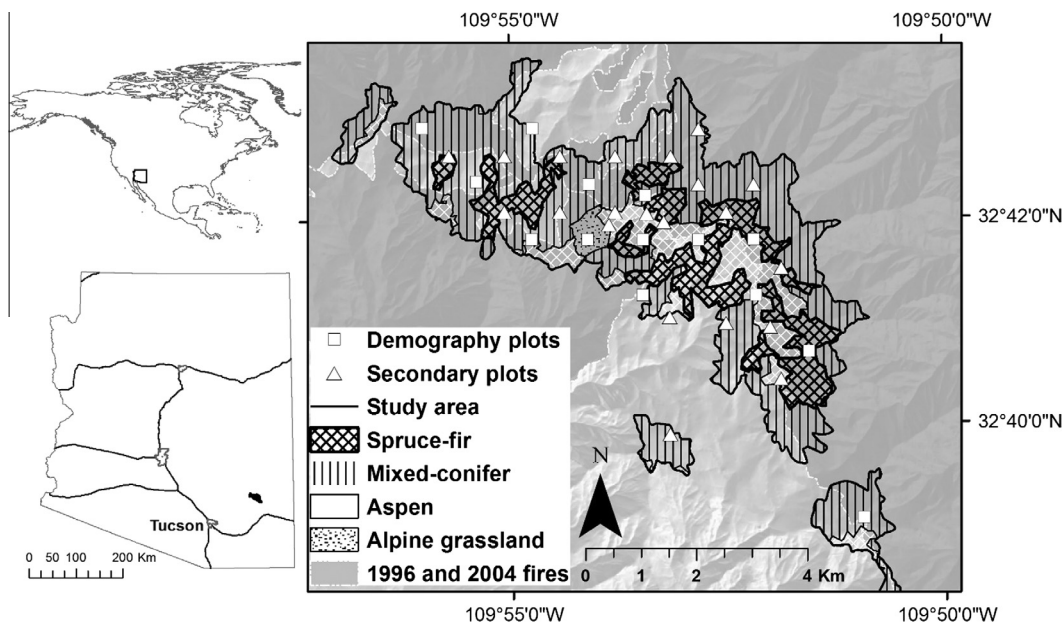 109°55'0"W
109°50'0"W
32°42'0"N
32°40'0"N
Demography plots
Secondary plots
Study area
Spruce-fir
Mixed-conifer
Aspen
Alpine grassland
1996 and 2004 fires
N
0 1 2 4 Km
Tucson
0 50 100 200 Km
109°55'0"W
109°50'0"W